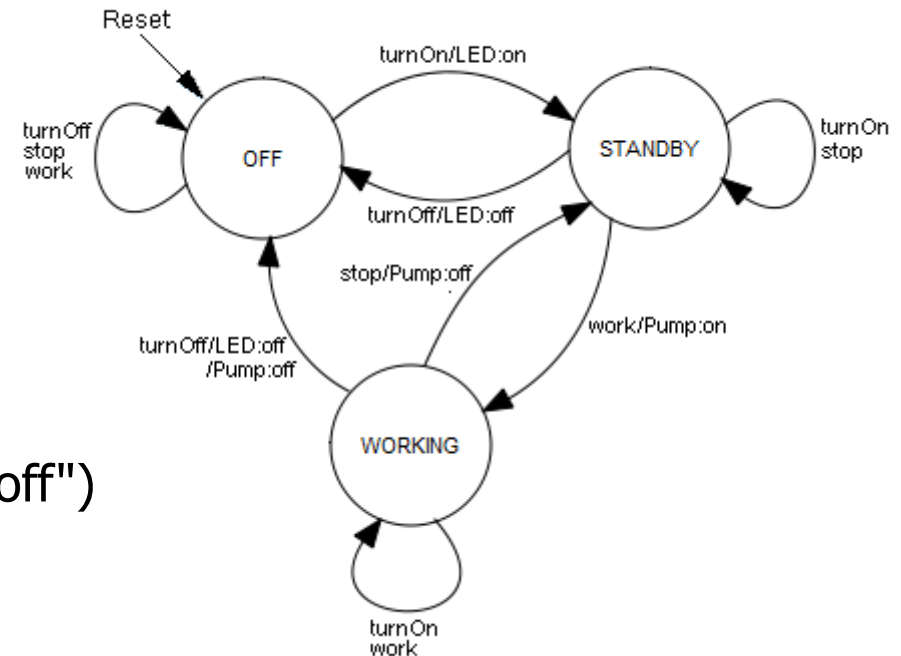 Reset
turnOn/LED:on
turnOff
stop
work
OFF
STANDBY
turnOn
stop
turnOff/LED:off
stop/Pump:off
work/Pump:on
turnOff/LED:off
/Pump:off
WORKING
off")
turnOn
work